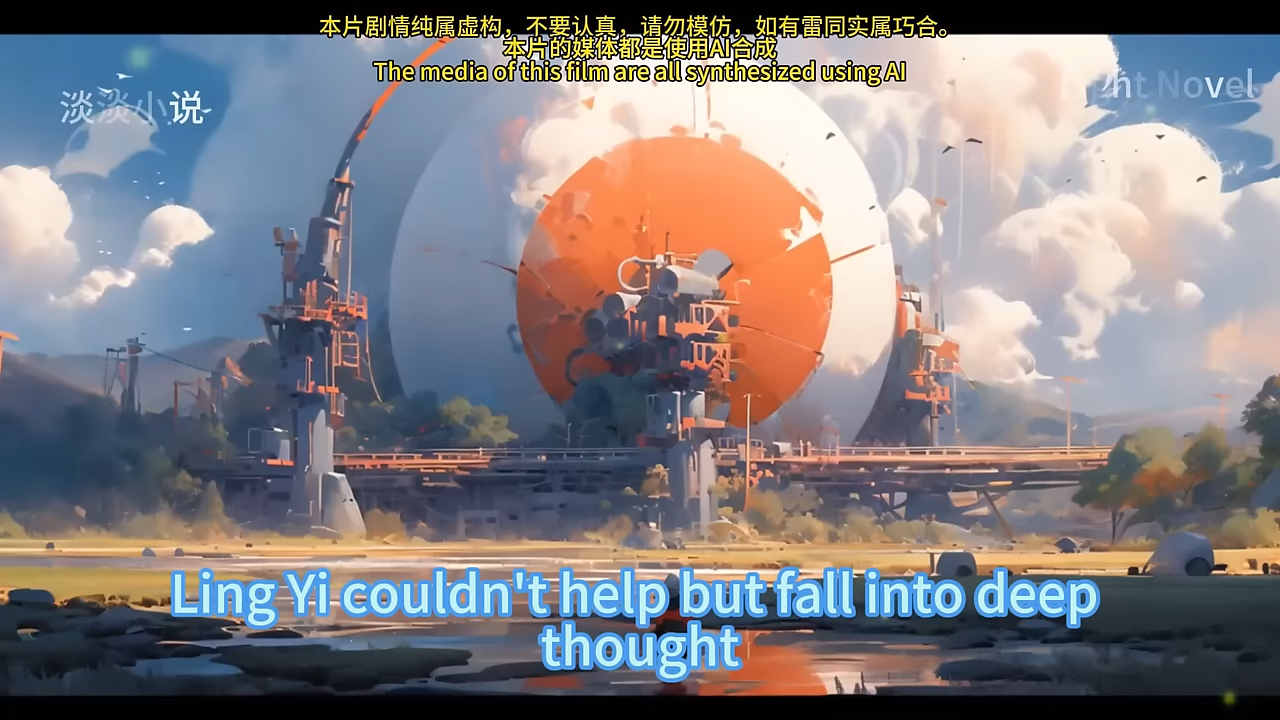 本片剧情纯属虚构，不要认真，请勿模仿，如有雷同实属巧合。
本片的媒体都是使用AI合成
The media of this film are all synthesized using AI
淡淡小说
ht Novel
Ling Yi couldn't help but fall into deep
thought